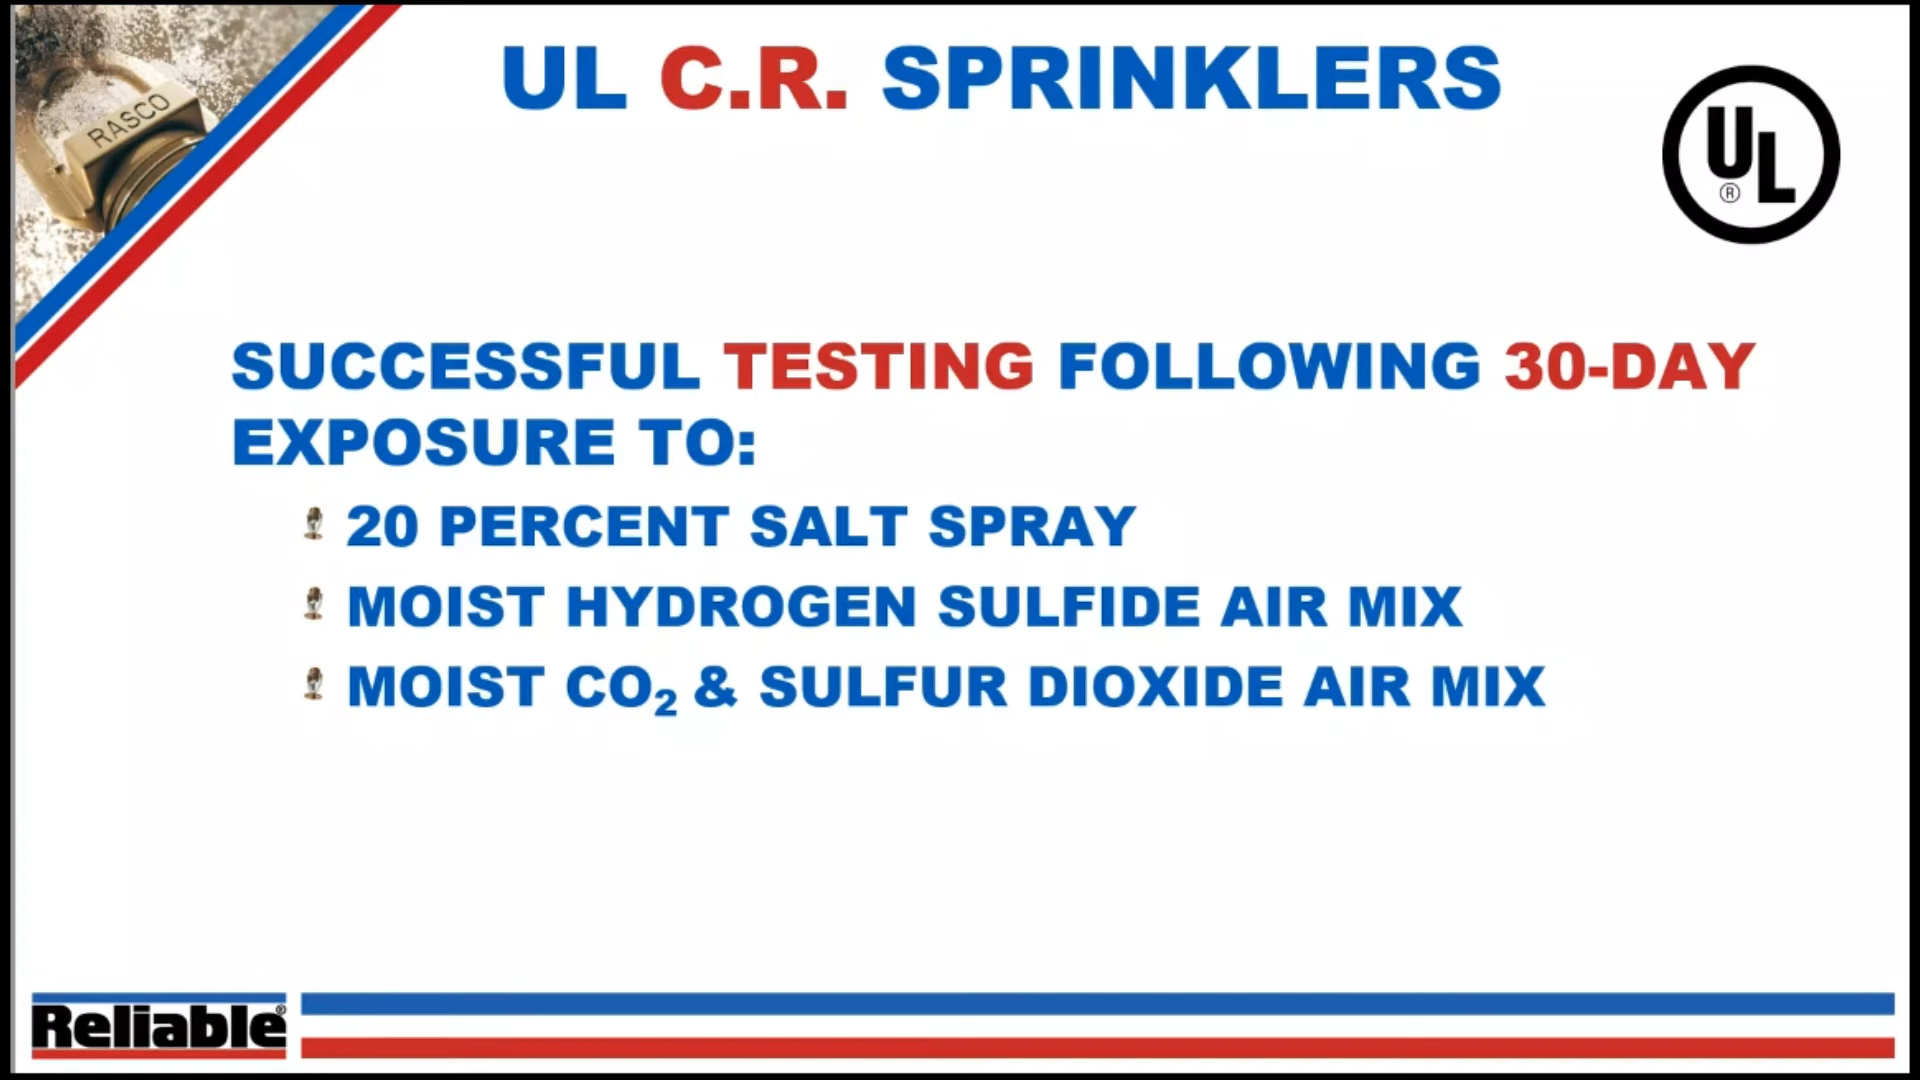 UL C.R. SPRINKLERS
RASCO
UL
®
SUCCESSFUL TESTING FOLLOWING 30-DAY
EXPOSURE TO:
20 PERCENT SALT SPRAY
MOIST HYDROGEN SULFIDE AIR MIX
MOIST CO₂ & SULFUR DIOXIDE AIR MIX
Reliable®